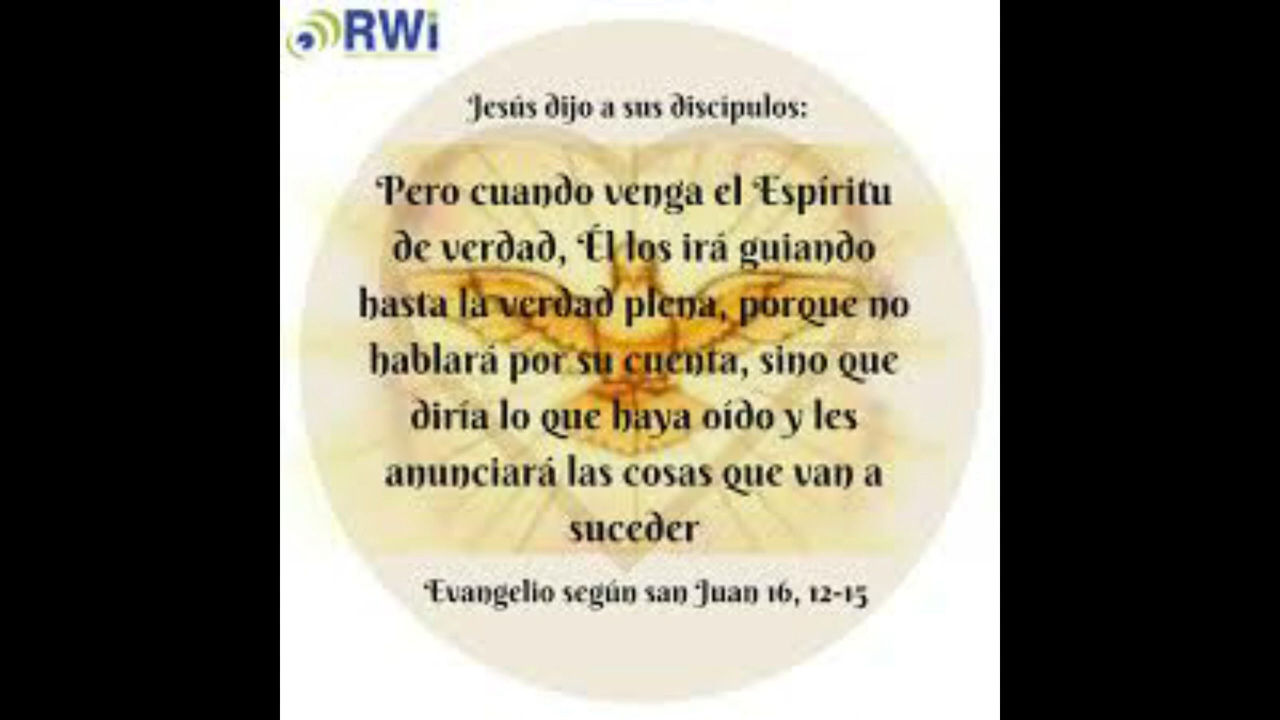 RWi
Jesús dijo a sus discípulos:
Pero cuando venga el Espíritu
de verdad, Él los irá guiando
hasta la verdad plena, porque no
hablará por su cuenta, sino que
diría lo que haya oído y les
anunciará las cosas que van a
suceder
Evangelio según san Juan 16, 12-15